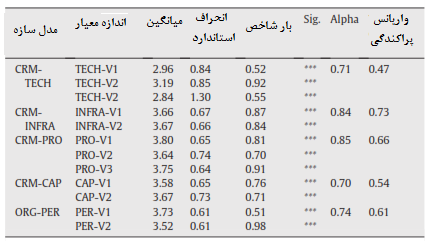 مدل سازه اندازه معیار میانگین انحراف استاندارد بار شاخص Sig. Alpha واریانس پراکندگی
CRM-TECH TECH-V1 2.96 0.84 0.52 *** 0.71 0.47
TECH-V2 3.19 0.85 0.92 ***
TECH-V2 2.84 1.30 0.55 ***
CRM-INFRA INFRA-V1 3.66 0.67 0.87 *** 0.84 0.73
INFRA-V2 3.67 0.66 0.84 ***
CRM-PRO PRO-V1 3.80 0.65 0.81 *** 0.85 0.66
PRO-V2 3.64 0.74 0.70 ***
PRO-V3 3.75 0.64 0.91 ***
CRM-CAP CAP-V1 3.58 0.65 0.76 *** 0.70 0.54
CAP-V2 3.67 0.73 0.71 ***
ORG-PER PER-V1 3.73 0.61 0.51 *** 0.74 0.61
PER-V2 3.52 0.61 0.98 ***